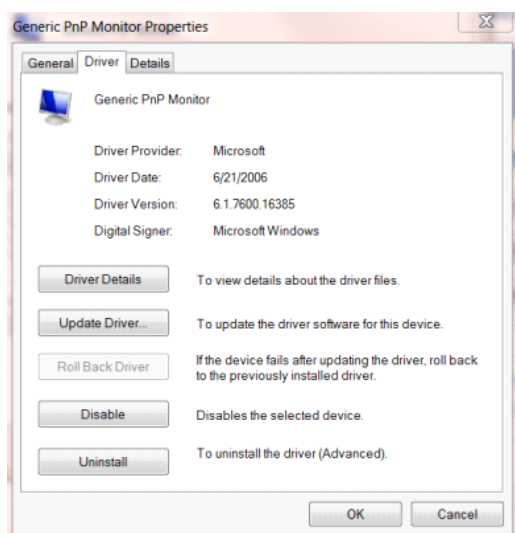 Generic PnP Monitor Properties
General Driver Details
Generic PnP Monitor
Driver Provider: Microsoft
Driver Date: 6/21/2006
Driver Version: 6.1.7600.16385
Digital Signer: Microsoft Windows
Driver Details To view details about the driver files.
Update Driver... To update the driver software for this device.
Roll Back Driver If the device fails after updating the driver, roll back
to the previously installed driver.
Disable Disables the selected device.
Uninstall To uninstall the driver (Advanced).
OK Cancel